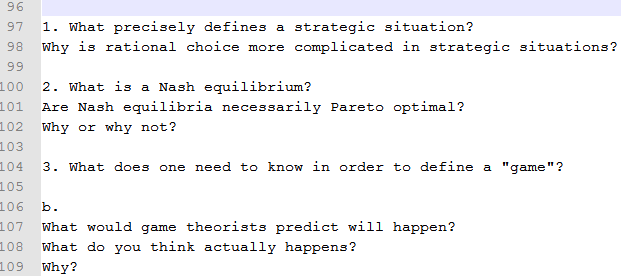 96
97 1. What precisely defines a strategic situation?
98 Why is rational choice more complicated in strategic situations?
99
100 2. What is a Nash equilibrium?
101 Are Nash equilibria necessarily Pareto optimal?
102 Why or why not?
103
104 3. What does one need to know in order to define a "game"?
105
106 b.
107 What would game theorists predict will happen?
108 What do you think actually happens?
109 Why?